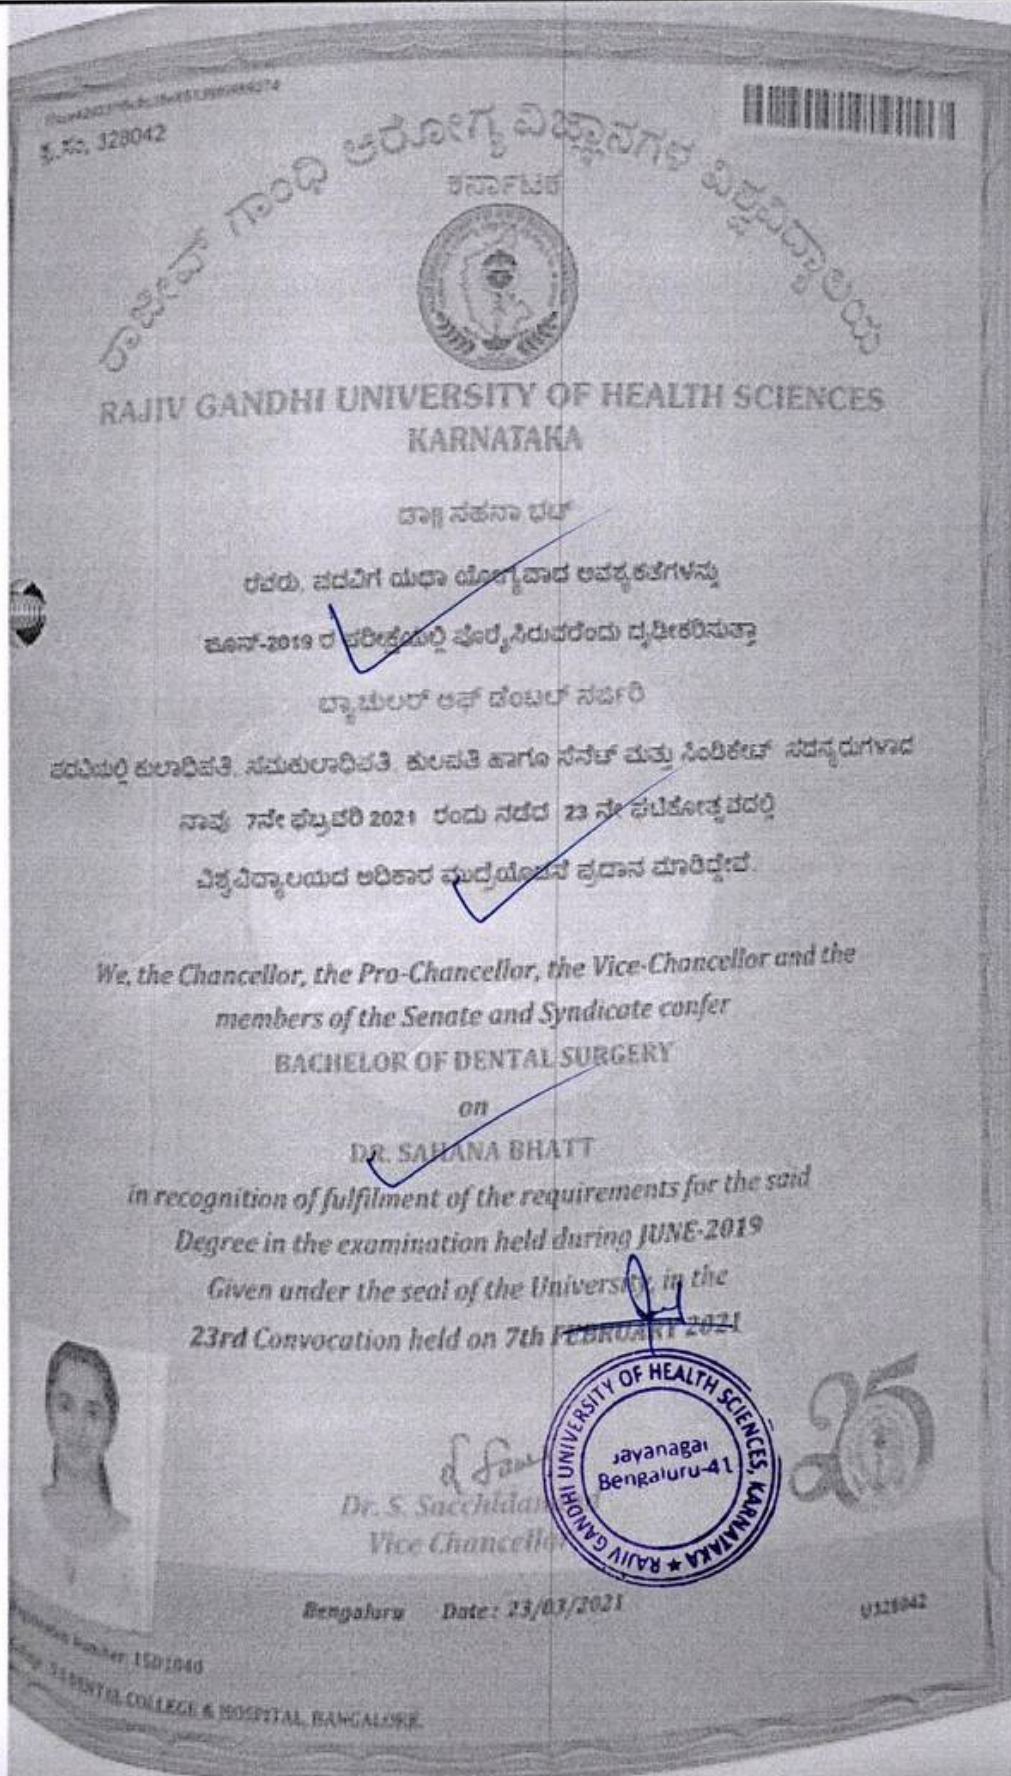 ಕ್ರ.ಸಂ. 328042
ರಾಜೀವ್ ಗಾಂಧಿ ಆರೋಗ್ಯ ವಿಜ್ಞಾನಗಳ ವಿಶ್ವವಿದ್ಯಾಲಯ
ಕರ್ನಾಟಕ
RAJIV GANDHI UNIVERSITY OF HEALTH SCIENCES
KARNATAKA
ಡಾ|| ಸಹನಾ ಭಟ್
ರವರು, ಪದವಿಗೆ ಯಥಾ ಯೋಗ್ಯವಾದ ಅವಶ್ಯಕತೆಗಳನ್ನು
ಜೂನ್-2019 ರ ಪರೀಕ್ಷೆಯಲ್ಲಿ ಪೂರೈಸಿರುವರೆಂದು ದೃಢೀಕರಿಸುತ್ತಾ
ಬ್ಯಾಚುಲರ್ ಆಫ್ ಡೆಂಟಲ್ ಸರ್ಜರಿ
ಪದವಿಯಲ್ಲಿ ಕುಲಾಧಿಪತಿ, ಸಮಕುಲಾಧಿಪತಿ, ಕುಲಪತಿ ಹಾಗೂ ಸೆನೆಟ್ ಮತ್ತು ಸಿಂಡಿಕೇಟ್ ಸದಸ್ಯರುಗಳಾದ
ನಾವು 7ನೇ ಫೆಬ್ರವರಿ 2021 ರಂದು ನಡೆದ 23 ನೇ ಘಟಿಕೋತ್ಸವದಲ್ಲಿ
ವಿಶ್ವವಿದ್ಯಾಲಯದ ಅಧಿಕಾರ ಮುದ್ರೆಯೊಡನೆ ಪ್ರದಾನ ಮಾಡಿದ್ದೇವೆ.
We, the Chancellor, the Pro-Chancellor, the Vice-Chancellor and the
members of the Senate and Syndicate confer
BACHELOR OF DENTAL SURGERY
on
DR. SAHANA BHATT
in recognition of fulfilment of the requirements for the said
Degree in the examination held during JUNE-2019
Given under the seal of the University, in the
23rd Convocation held on 7th FEBRUARY 2021
RAJIV GANDHI UNIVERSITY OF HEALTH SCIENCES, KARNATAKA ★
Jayanagar
Bengaluru-41
25
Dr. S.
Vice Chancellor
Bengaluru Date: 23/03/2021
U328042
Number: 15D1040
DENTAL COLLEGE & HOSPITAL, BANGALORE.